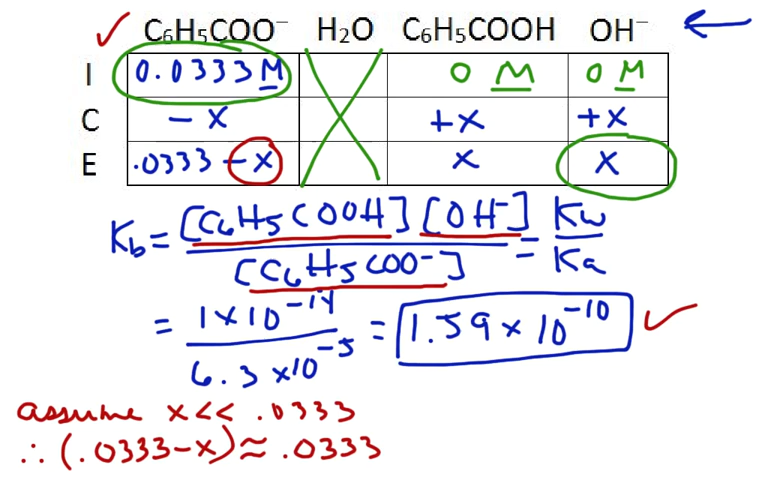 ✓ C₆H₅COO⁻ H₂O C₆H₅COOH OH⁻ ←
I 0.0333 M 0 M 0 M
C - x +x +x
E .0333 - x x x
Kb = [C₆H₅COOH][OH⁻] / [C₆H₅COO⁻] = Kw / Ka
= 1×10⁻¹⁴ / 6.3×10⁻⁵ = 1.59 × 10⁻¹⁰ ✓
assume x << .0333
∴ (.0333-x) ≈ .0333